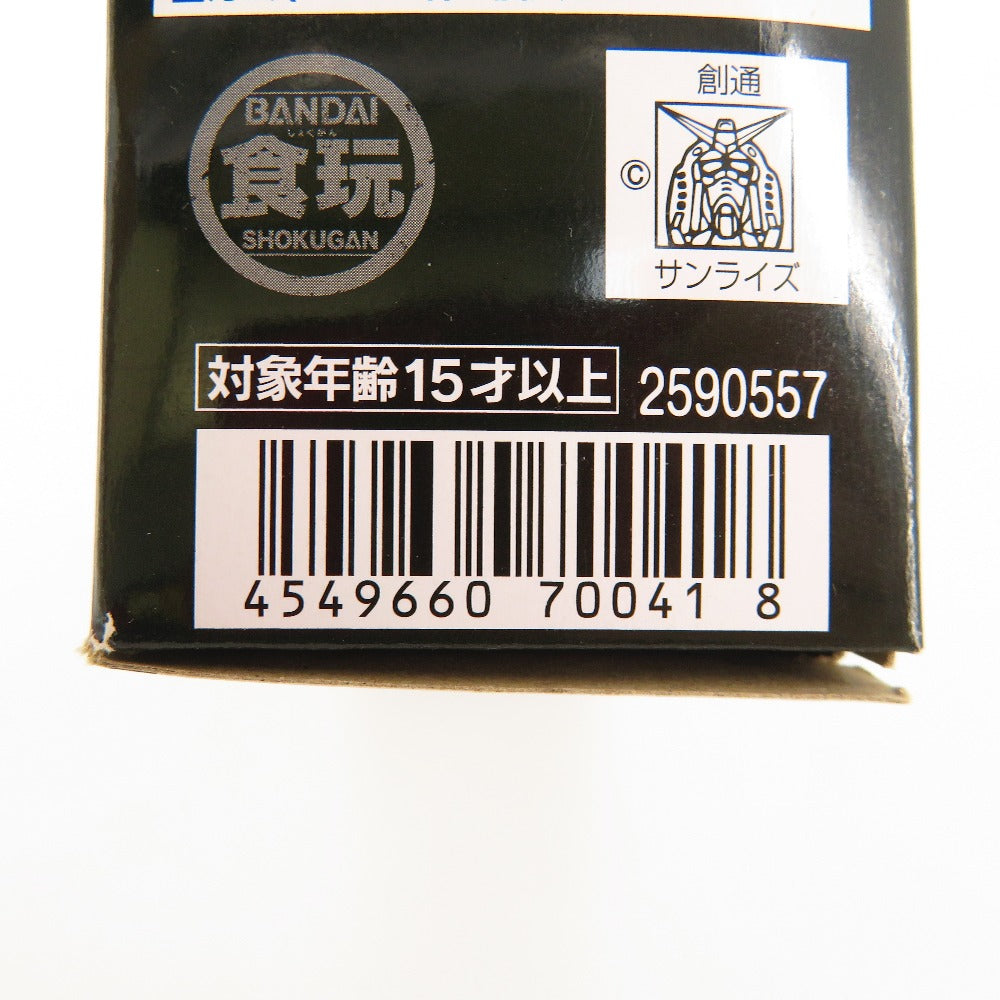 BANDAI
しょくがん
食玩
SHOKUGAN
創通
©
サンライズ
対象年齢15才以上
2590557
4549660 70041 8